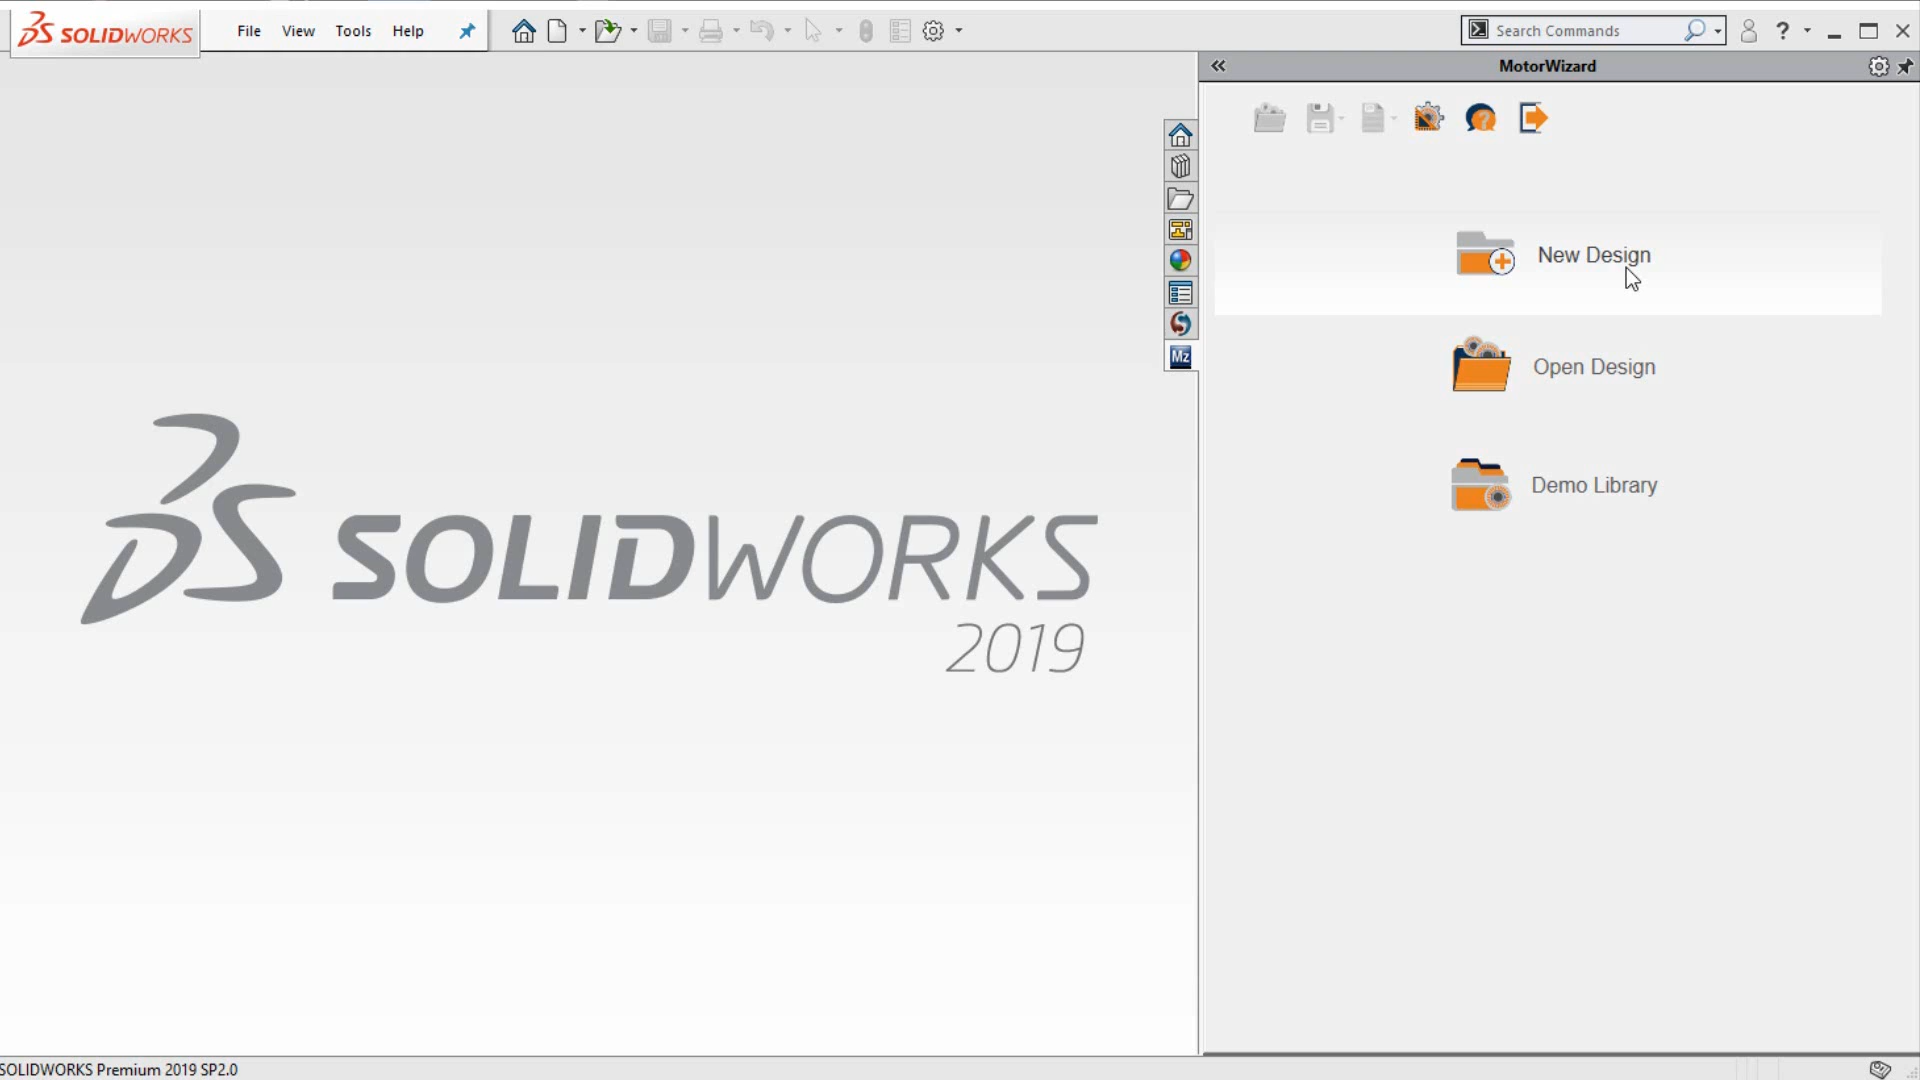 SOLIDWORKS
File View Tools Help
Search Commands
?
MotorWizard
?
New Design
Open Design
Demo Library
Mz
SOLIDWORKS
2019
SOLIDWORKS Premium 2019 SP2.0